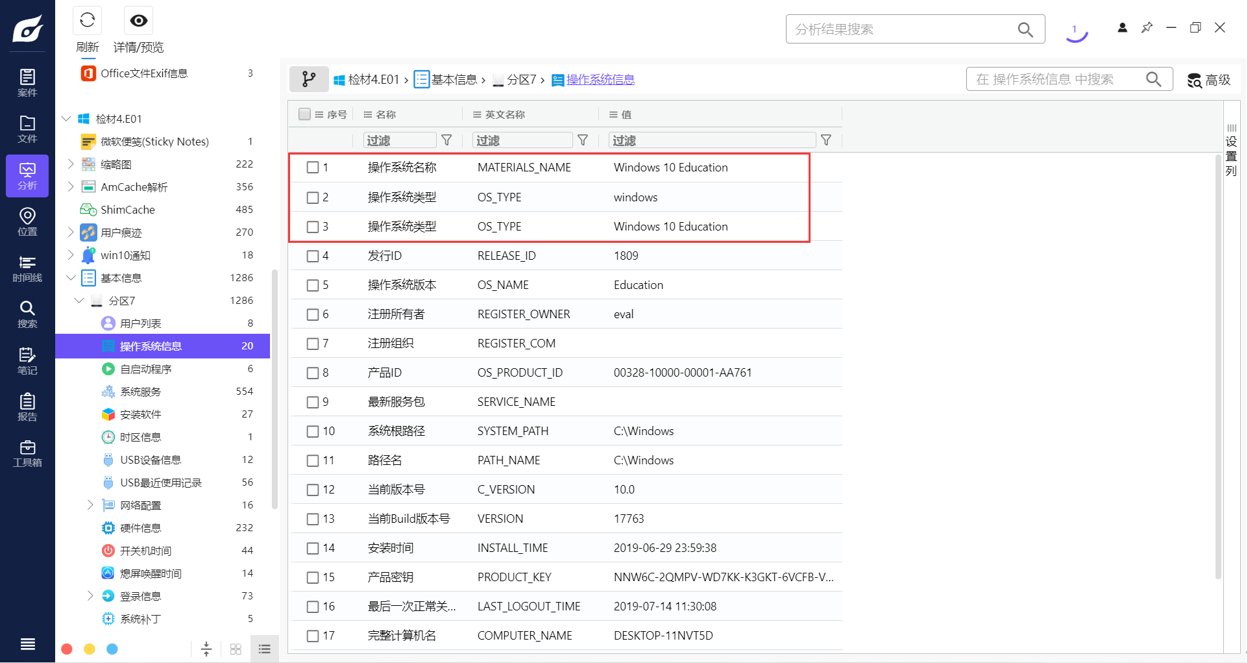 刷新
详情/预览
分析结果搜索
1
案件
文件
分析
位置
时间线
搜索
笔记
报告
工具箱
Office文件Exif信息 3
检材4.E01
微软便笺(Sticky Notes) 1
缩略图 222
AmCache解析 356
ShimCache 485
用户痕迹 270
win10通知 18
基本信息 1286
分区7 1286
用户列表 8
操作系统信息 20
自启动程序 6
系统服务 554
安装软件 27
时区信息 1
USB设备信息 12
USB最近使用记录 56
网络配置 16
硬件信息 232
开关机时间 44
熄屏唤醒时间 14
登录信息 73
系统补丁 5
检材4.E01 › 基本信息 › 分区7 › 操作系统信息
在 操作系统信息 中搜索
高级
设置列
序号 名称 英文名称 值
过滤 过滤 过滤
1 操作系统名称 MATERIALS_NAME Windows 10 Education
2 操作系统类型 OS_TYPE windows
3 操作系统类型 OS_TYPE Windows 10 Education
4 发行ID RELEASE_ID 1809
5 操作系统版本 OS_NAME Education
6 注册所有者 REGISTER_OWNER eval
7 注册组织 REGISTER_COM
8 产品ID OS_PRODUCT_ID 00328-10000-00001-AA761
9 最新服务包 SERVICE_NAME
10 系统根路径 SYSTEM_PATH C:\Windows
11 路径名 PATH_NAME C:\Windows
12 当前版本号 C_VERSION 10.0
13 当前Build版本号 VERSION 17763
14 安装时间 INSTALL_TIME 2019-06-29 23:59:38
15 产品密钥 PRODUCT_KEY NNW6C-2QMPV-WD7KK-K3GKT-6VCFB-V...
16 最后一次正常关... LAST_LOGOUT_TIME 2019-07-14 11:30:08
17 完整计算机名 COMPUTER_NAME DESKTOP-11NVT5D